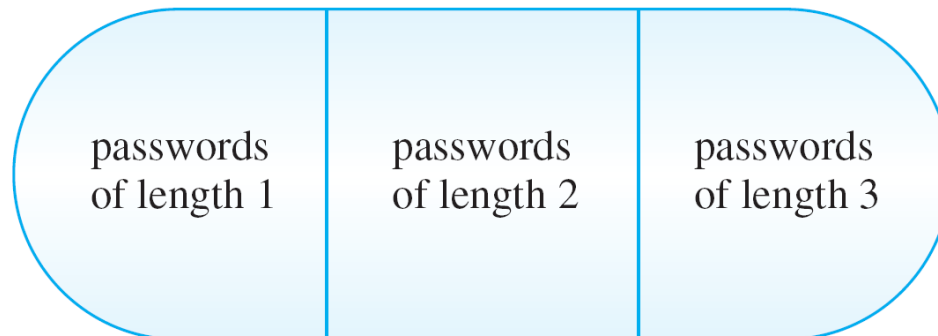 passwords
of length 1
passwords
of length 2
passwords
of length 3